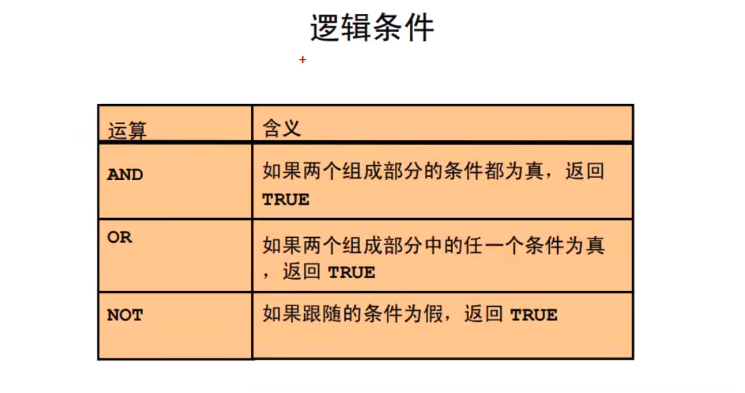 逻辑条件
运算
含义
AND
如果两个组成部分的条件都为真，返回
TRUE
OR
如果两个组成部分中的任一个条件为真
，返回 TRUE
NOT
如果跟随的条件为假，返回 TRUE